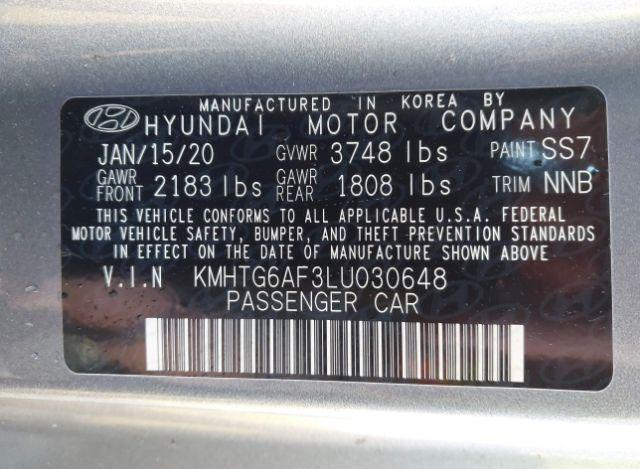 MANUFACTURED IN KOREA BY
HYUNDAI MOTOR COMPANY
JAN/15/20 GVWR 3748 lbs PAINT SS7
GAWR FRONT 2183 lbs GAWR REAR 1808 lbs TRIM NNB
THIS VEHICLE CONFORMS TO ALL APPLICABLE U.S.A. FEDERAL
MOTOR VEHICLE SAFETY, BUMPER, AND THEFT PREVENTION STANDARDS
IN EFFECT ON THE DATE OF MANUFACTURE SHOWN ABOVE
V.I.N KMHTG6AF3LU030648
PASSENGER CAR